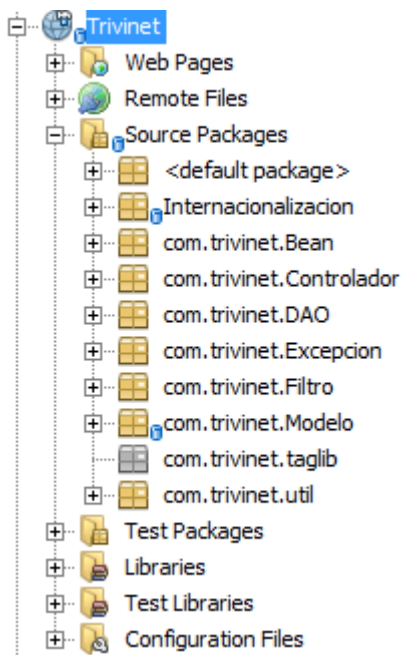 Trivinet
Web Pages
Remote Files
Source Packages
<default package>
Internacionalizacion
com.trivinet.Bean
com.trivinet.Controlador
com.trivinet.DAO
com.trivinet.Excepcion
com.trivinet.Filtro
com.trivinet.Modelo
com.trivinet.taglib
com.trivinet.util
Test Packages
Libraries
Test Libraries
Configuration Files